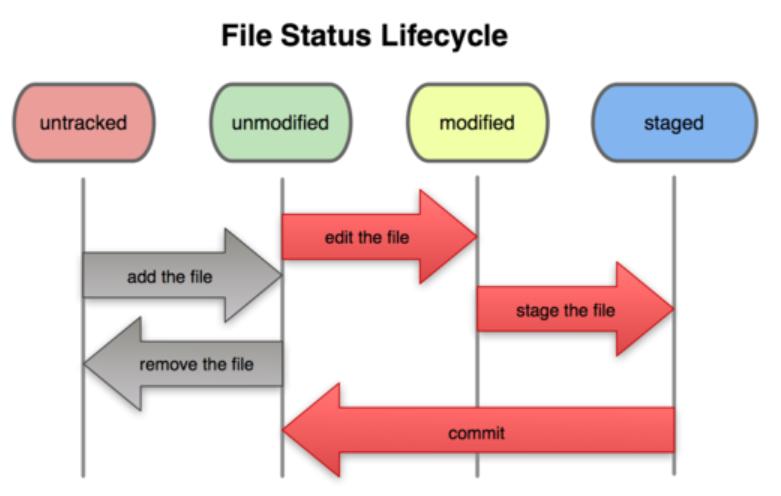 File Status Lifecycle
untracked
unmodified
modified
staged
edit the file
add the file
stage the file
remove the file
commit